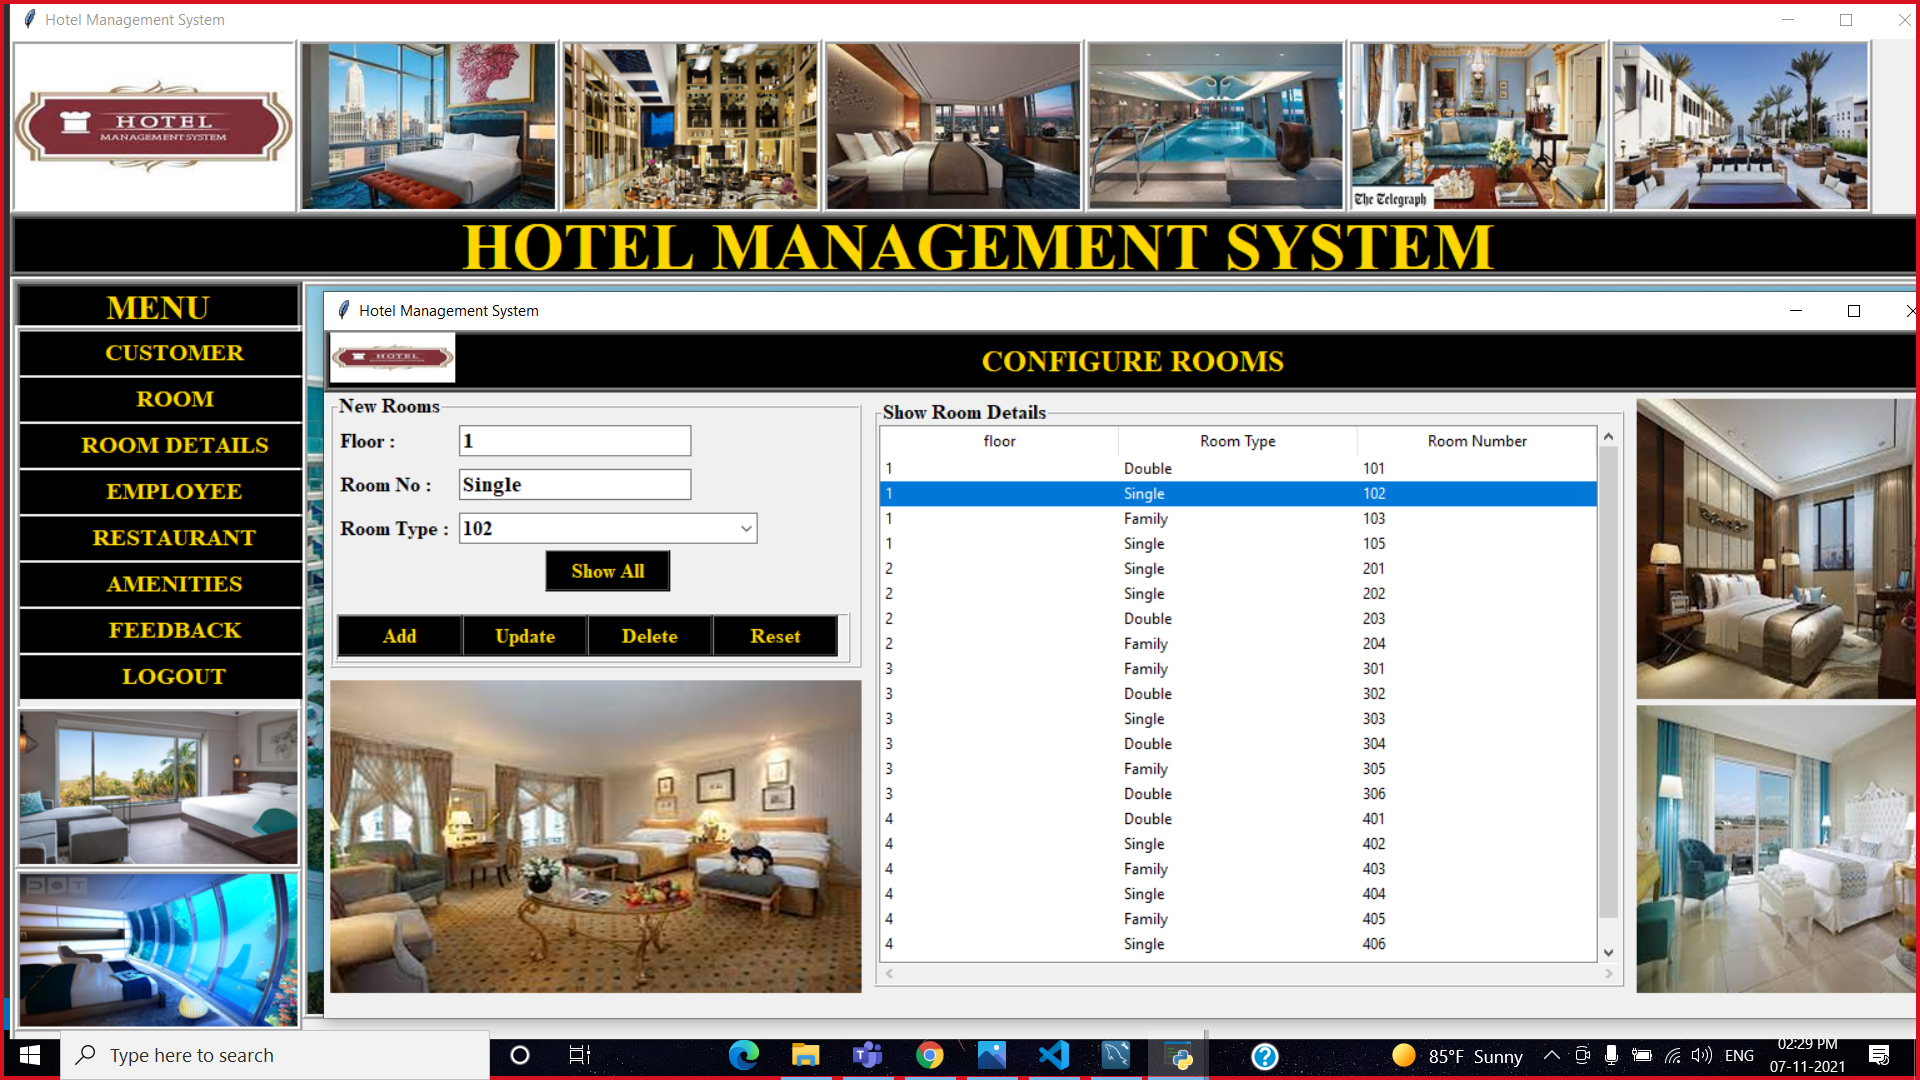 Hotel Management System
HOTEL
MANAGEMENT SYSTEM
The Telegraph
HOTEL MANAGEMENT SYSTEM
MENU
CUSTOMER
ROOM
ROOM DETAILS
EMPLOYEE
RESTAURANT
AMENITIES
FEEDBACK
LOGOUT
DOT
Hotel Management System
HOTEL
CONFIGURE ROOMS
New Rooms
Floor : 1
Room No : Single
Room Type : 102
Show All
Add Update Delete Reset
Show Room Details
floor Room Type Room Number
1 Double 101
1 Single 102
1 Family 103
1 Single 105
2 Single 201
2 Single 202
2 Double 203
2 Family 204
3 Family 301
3 Double 302
3 Single 303
3 Double 304
3 Family 305
3 Double 306
4 Double 401
4 Single 402
4 Family 403
4 Single 404
4 Family 405
4 Single 406
Type here to search
85°F Sunny
ENG
02:29 PM
07-11-2021